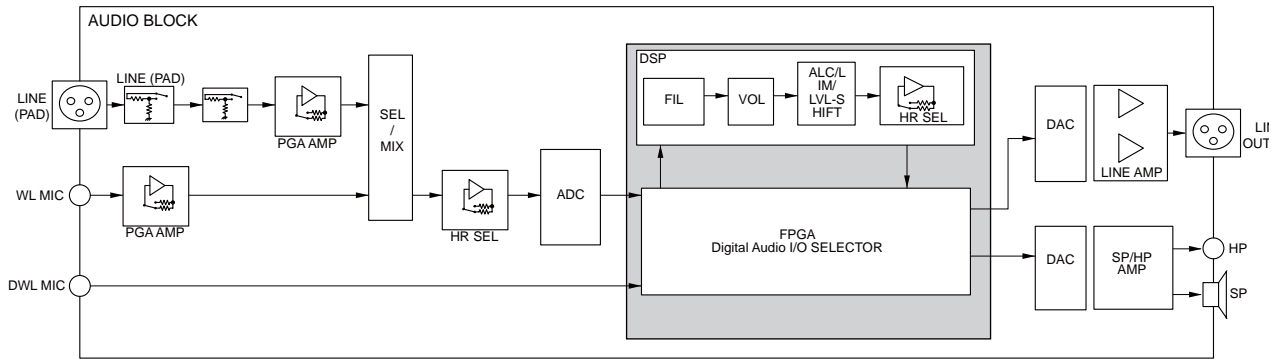 AUDIO BLOCK
LINE
(PAD)
LINE (PAD)
PGA AMP
WL MIC
PGA AMP
DWL MIC
SEL
/
MIX
HR SEL
ADC
DSP
FIL
VOL
ALC/L
IM/
LVL-S
HIFT
HR SEL
FPGA
Digital Audio I/O SELECTOR
DAC
LINE AMP
LIN
OUT
DAC
SP/HP
AMP
HP
SP